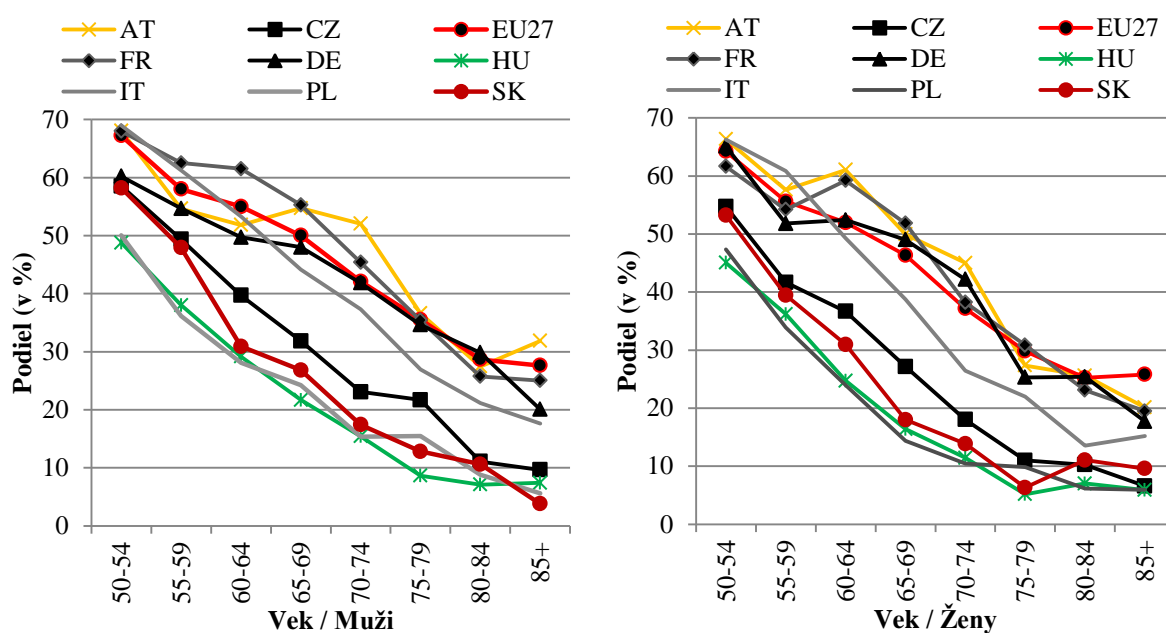 AT CZ EU27
FR DE HU
IT PL SK
70
60
50
40
30
20
10
0
Podiel (v %)
50-54 55-59 60-64 65-69 70-74 75-79 80-84 85+
Vek / Muži
AT CZ EU27
FR DE HU
IT PL SK
70
60
50
40
30
20
10
0
Podiel (v %)
50-54 55-59 60-64 65-69 70-74 75-79 80-84 85+
Vek / Ženy